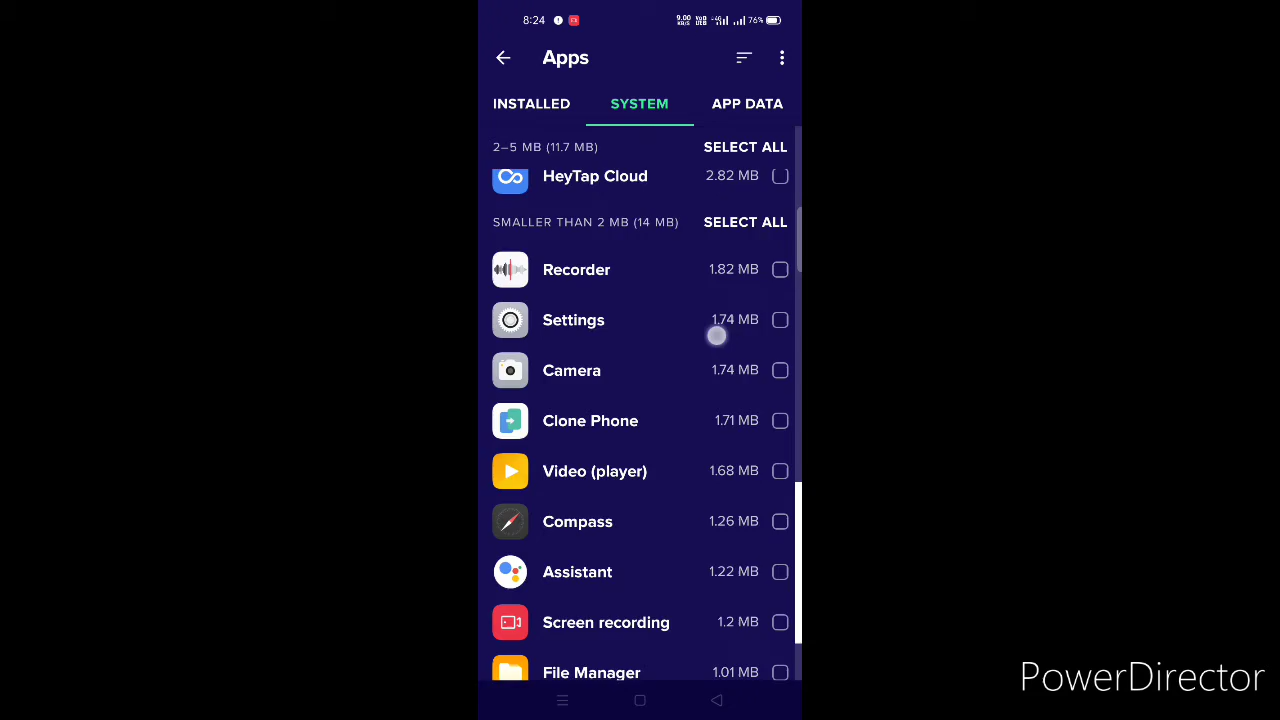 8:24 9.00 KB/S 76%
Apps
INSTALLED SYSTEM APP DATA
2–5 MB (11.7 MB) SELECT ALL
HeyTap Cloud 2.82 MB
SMALLER THAN 2 MB (14 MB) SELECT ALL
Recorder 1.82 MB
Settings 1.74 MB
Camera 1.74 MB
Clone Phone 1.71 MB
Video (player) 1.68 MB
Compass 1.26 MB
Assistant 1.22 MB
Screen recording 1.2 MB
File Manager 1.01 MB
PowerDirector